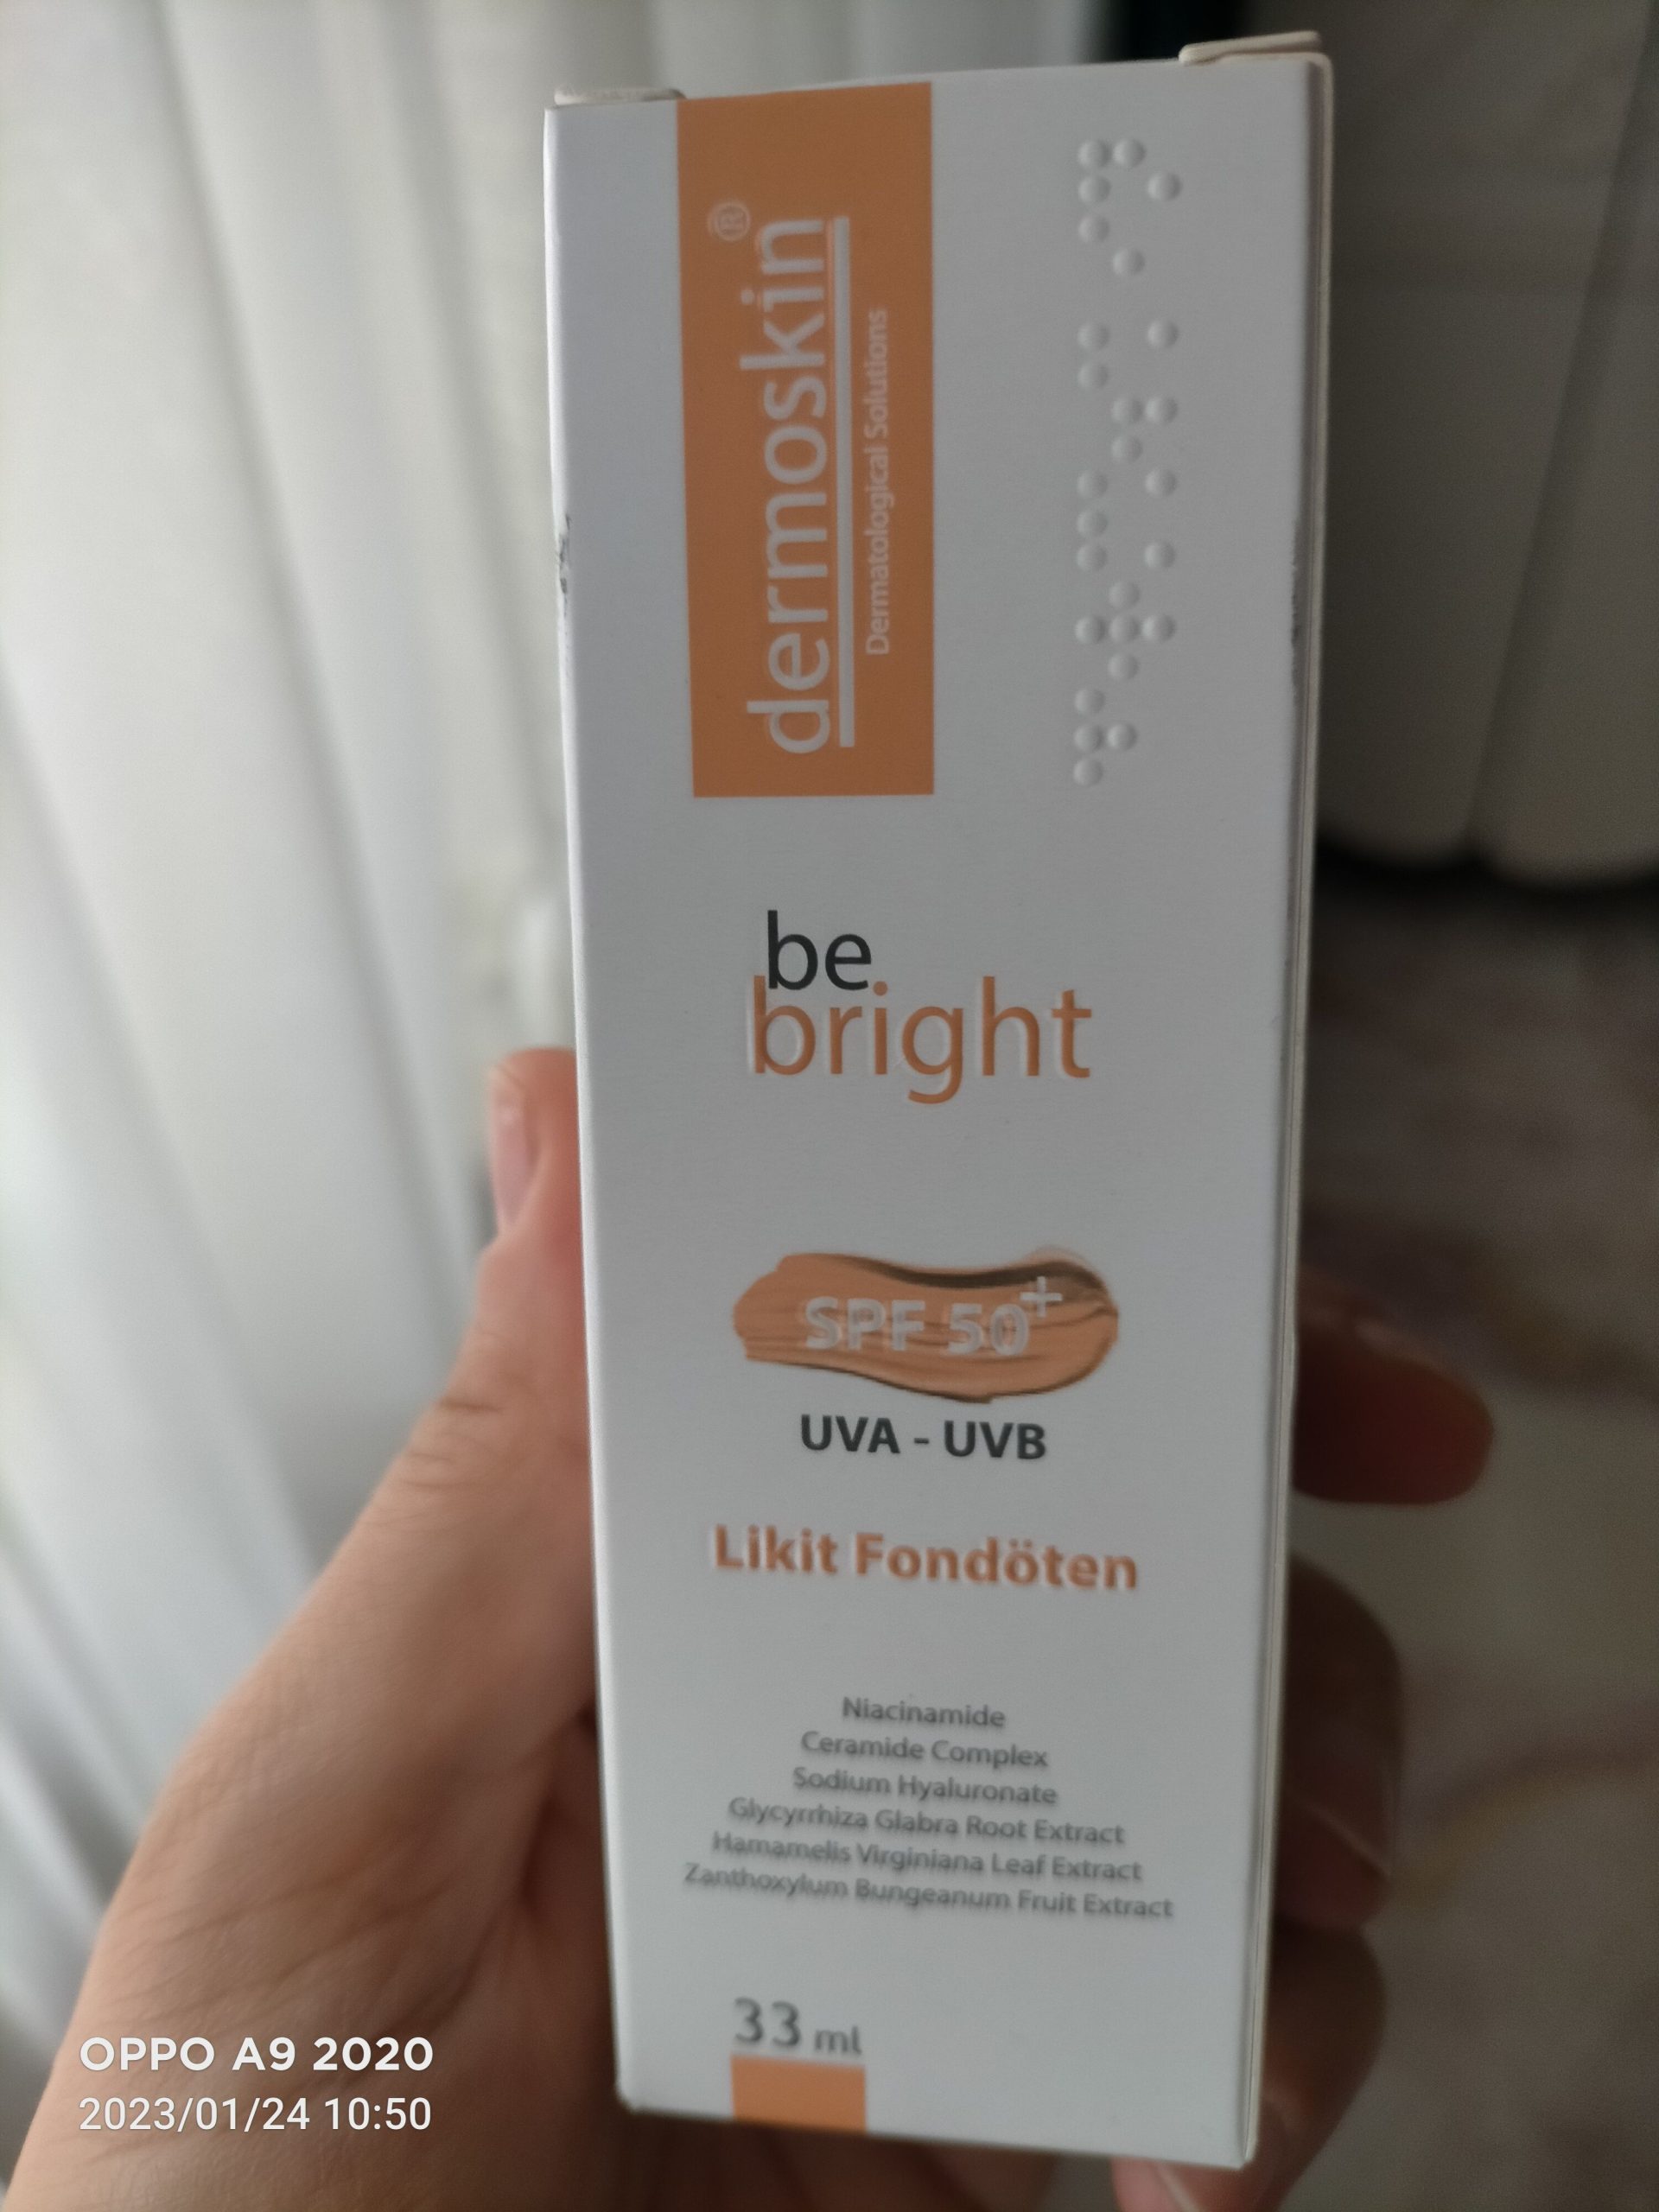 dermoskin®
Dermatological Solutions
be
bright
SPF 50+
UVA - UVB
Likit Fondöten
Niacinamide
Ceramide Complex
Sodium Hyaluronate
Glycyrrhiza Glabra Root Extract
Hamamelis Virginiana Leaf Extract
Zanthoxylum Bungeanum Fruit Extract
33 ml
OPPO A9 2020
2023/01/24 10:50